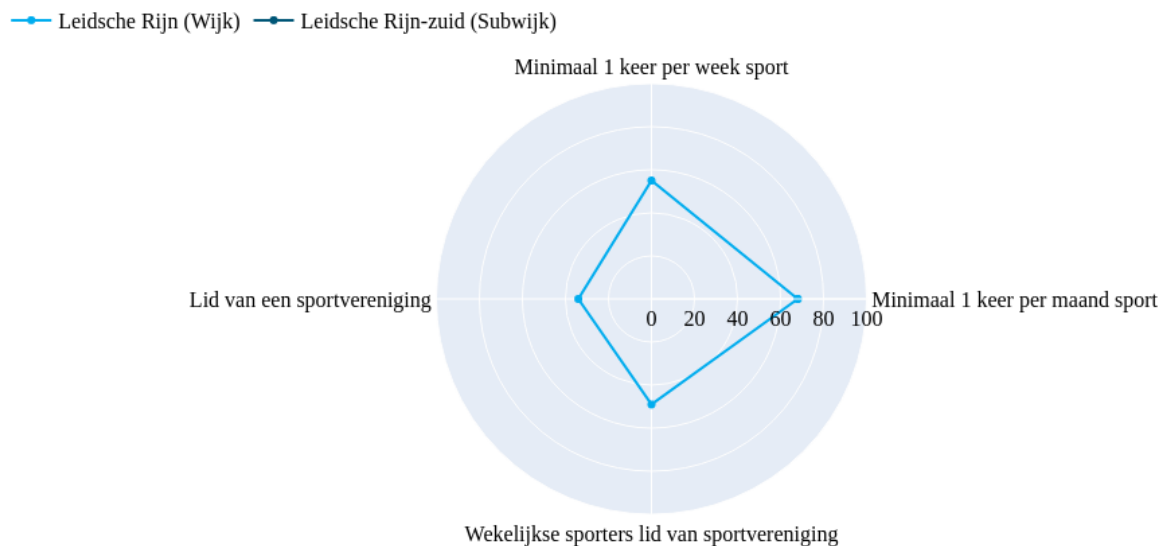 Leidsche Rijn (Wijk) Leidsche Rijn-zuid (Subwijk)
Minimaal 1 keer per week sport
Lid van een sportvereniging
Minimaal 1 keer per maand sport
0 20 40 60 80 100
Wekelijkse sporters lid van sportvereniging